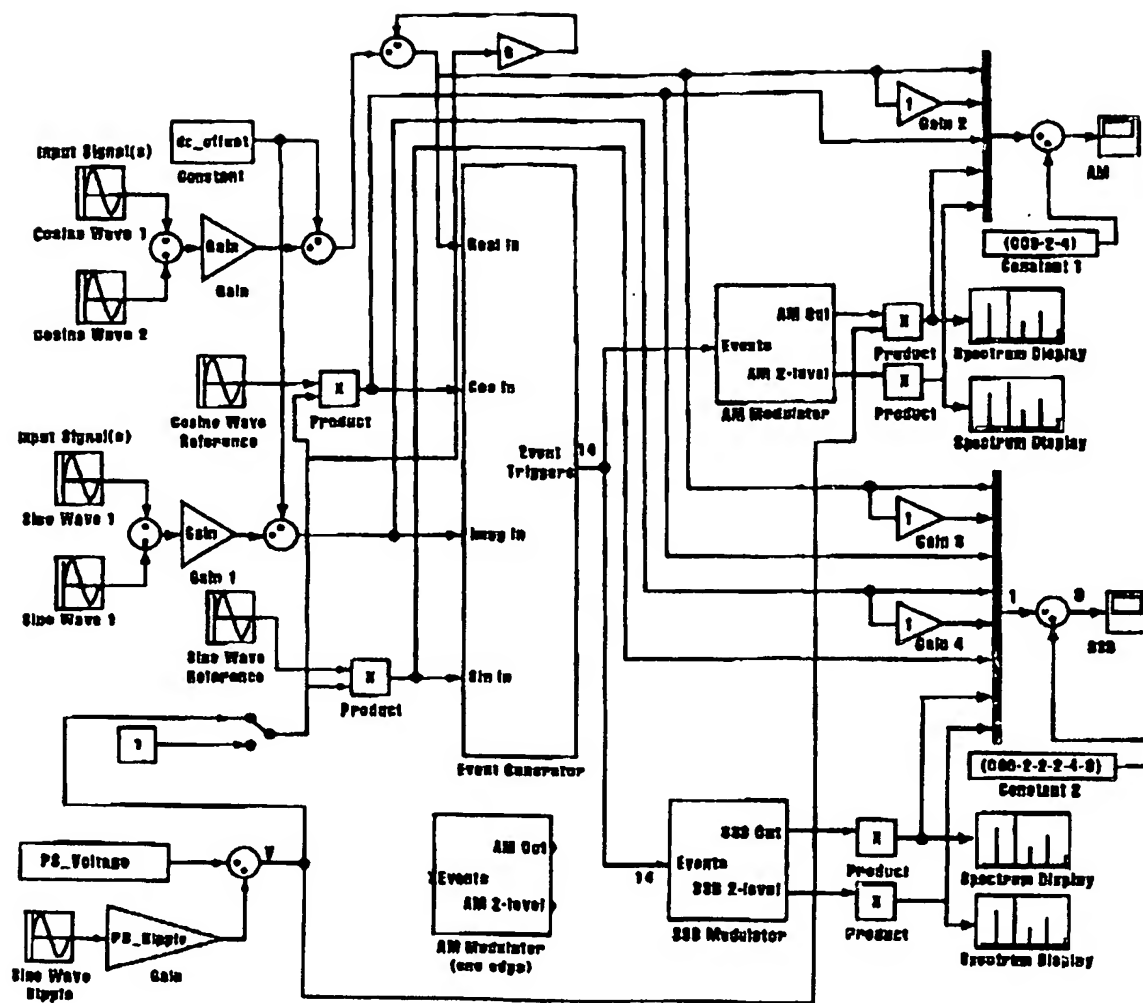 Input Signal(s)
Cosine Wave 1
Cosine Wave 2
dc_offset
Constant
Gain
Gain
Real In
Cosine Wave
Reference
X
Product
Cos In
Input Signal(s)
Sine Wave 1
Sine Wave 1
Gain
Gain 1
Imag In
Sine Wave
Reference
X
Product
Sin In
Event
Triggers
14
Event Generator
1
Gain 2
AM
Constant 1
Events
AM Out
AM 2-level
AM Modulator
X
Product
X
Product
Spectrum Display
Spectrum Display
1
Gain 3
1
Gain 4
1
SSB
Constant 2
PS_Voltage
Sine Wave
Ripple
PS_Ripple
Gain
Events
AM Out
AM 2-level
AM Modulator
(one edge)
14
Events
SSB Out
SSB 2-level
SSB Modulator
X
Product
X
Product
Spectrum Display
Spectrum Display